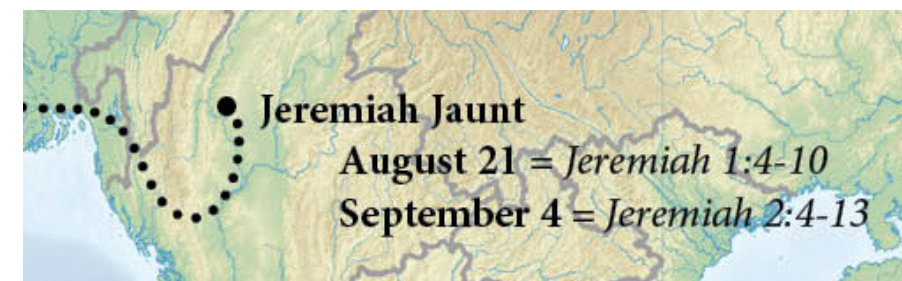 Jeremiah Jaunt
August 21 = Jeremiah 1:4-10
September 4 = Jeremiah 2:4-13